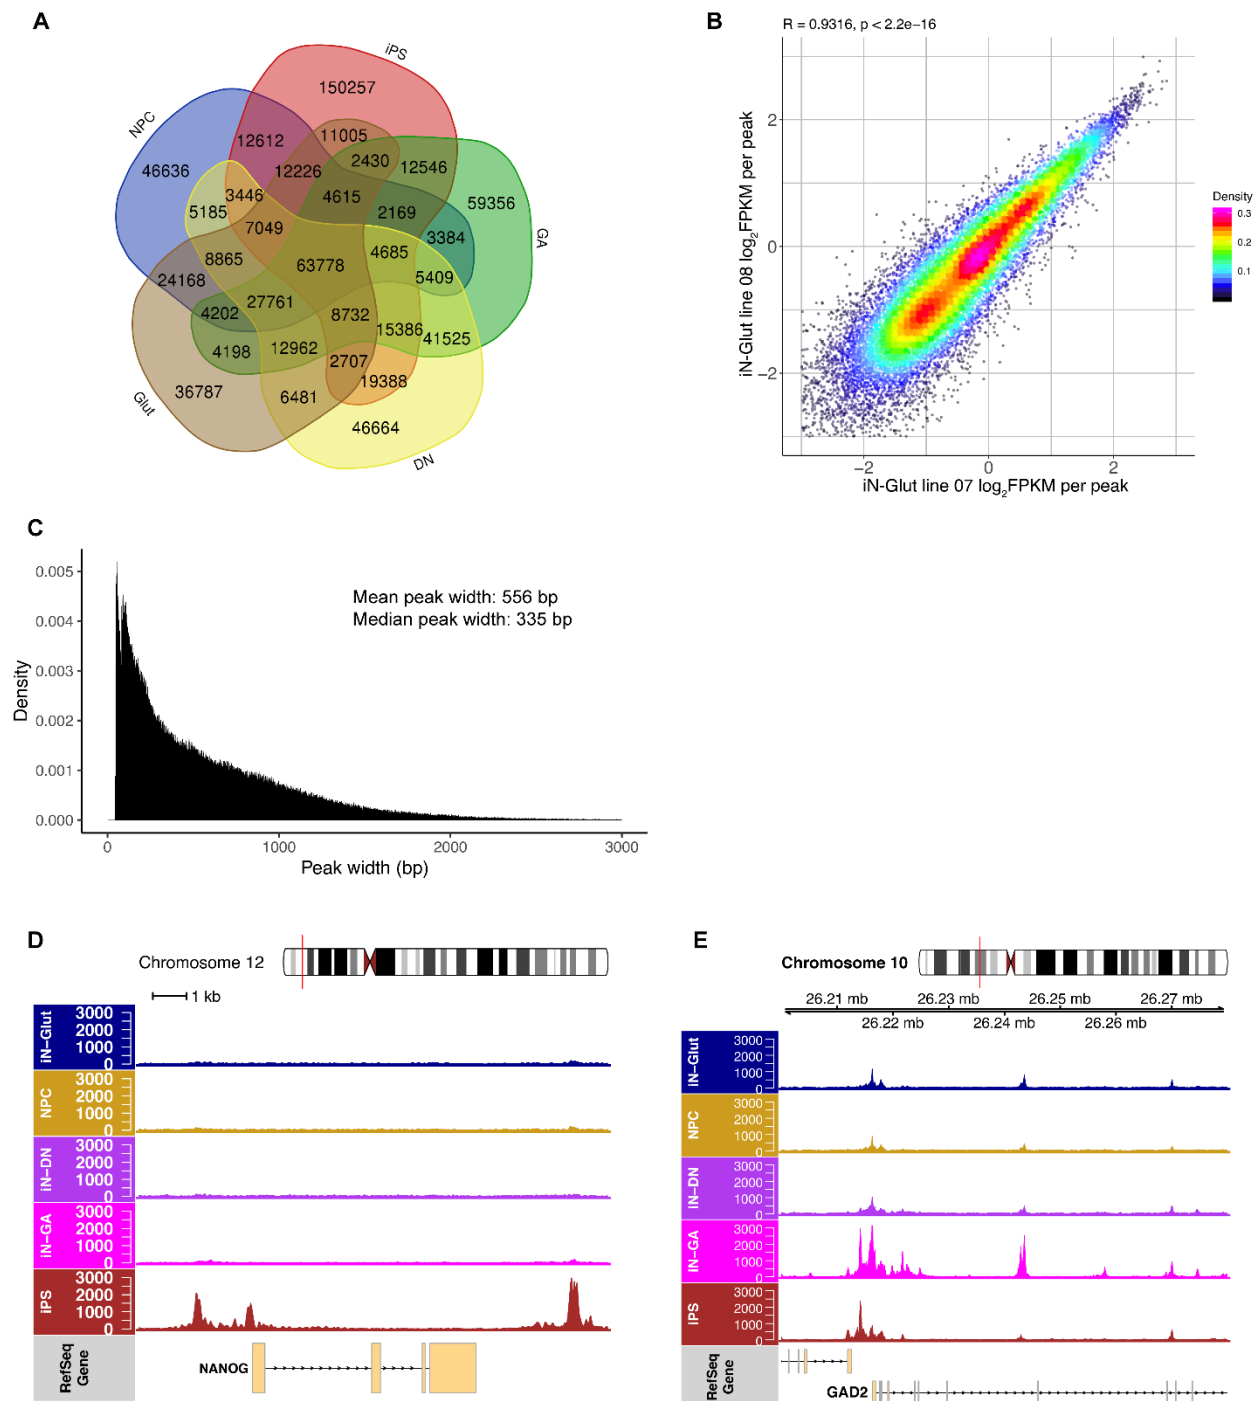 A
iPS
NPC
GA
Glut
DN
150257
12612
11005
2430
12546
46636
12226
59356
3446
4615
5185
2169
7049
3384
4685
8865
63778
5409
24168
27761
4202
8732
15386
41525
4198
12962
2707
19388
36787
6481
46664
B
R = 0.9316, p < 2.2e−16
iN-Glut line 08 log2FPKM per peak
2
0
−2
−2
0
2
iN-Glut line 07 log2FPKM per peak
Density
0.3
0.2
0.1
C
Mean peak width: 556 bp
Median peak width: 335 bp
Density
0.005
0.004
0.003
0.002
0.001
0.000
0
1000
2000
3000
Peak width (bp)
D
Chromosome 12
1 kb
iN−Glut
3000
2000
1000
0
NPC
3000
2000
1000
0
iN−DN
3000
2000
1000
0
iN−GA
3000
2000
1000
0
iPS
3000
2000
1000
0
RefSeq
Gene
NANOG
E
Chromosome 10
26.21 mb
26.23 mb
26.25 mb
26.27 mb
26.22 mb
26.24 mb
26.26 mb
iN−Glut
3000
2000
1000
0
NPC
3000
2000
1000
0
iN−DN
3000
2000
1000
0
iN−GA
3000
2000
1000
0
iPS
3000
2000
1000
0
RefSeq
Gene
GAD2